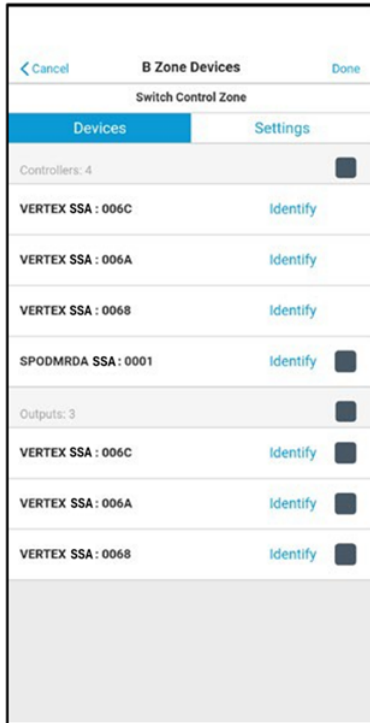 Cancel B Zone Devices Done
Switch Control Zone
Devices Settings
Controllers: 4
VERTEX SSA : 006C Identify
VERTEX SSA : 006A Identify
VERTEX SSA : 0068 Identify
SPODMRDA SSA : 0001 Identify
Outputs: 3
VERTEX SSA : 006C Identify
VERTEX SSA : 006A Identify
VERTEX SSA : 0068 Identify